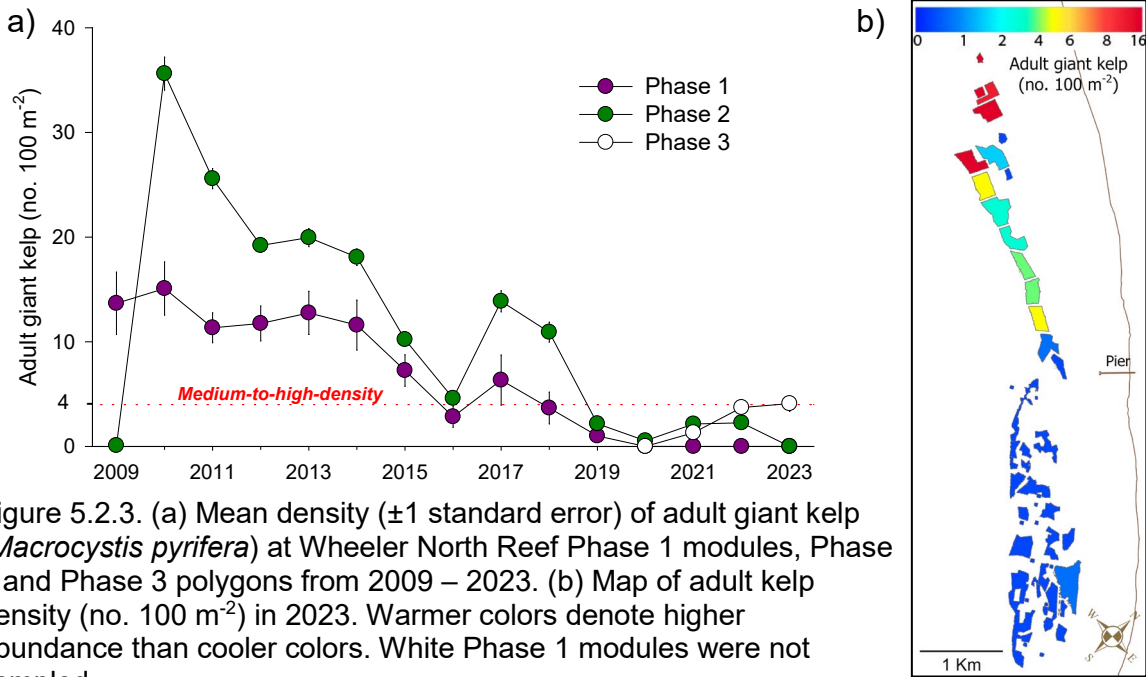 a)
40
30
20
10
4
0
Adult giant kelp (no. 100 m-2)
Phase 1
Phase 2
Phase 3
Medium-to-high-density
2009 2011 2013 2015 2017 2019 2021 2023
b)
0 1 2 4 6 8 16
Adult giant kelp
(no. 100 m-2)
Pier
1 Km
W N
S E
igure 5.2.3. (a) Mean density (±1 standard error) of adult giant kelp
Macrocystis pyrifera) at Wheeler North Reef Phase 1 modules, Phase
and Phase 3 polygons from 2009 – 2023. (b) Map of adult kelp
ensity (no. 100 m-2) in 2023. Warmer colors denote higher
bundance than cooler colors. White Phase 1 modules were not